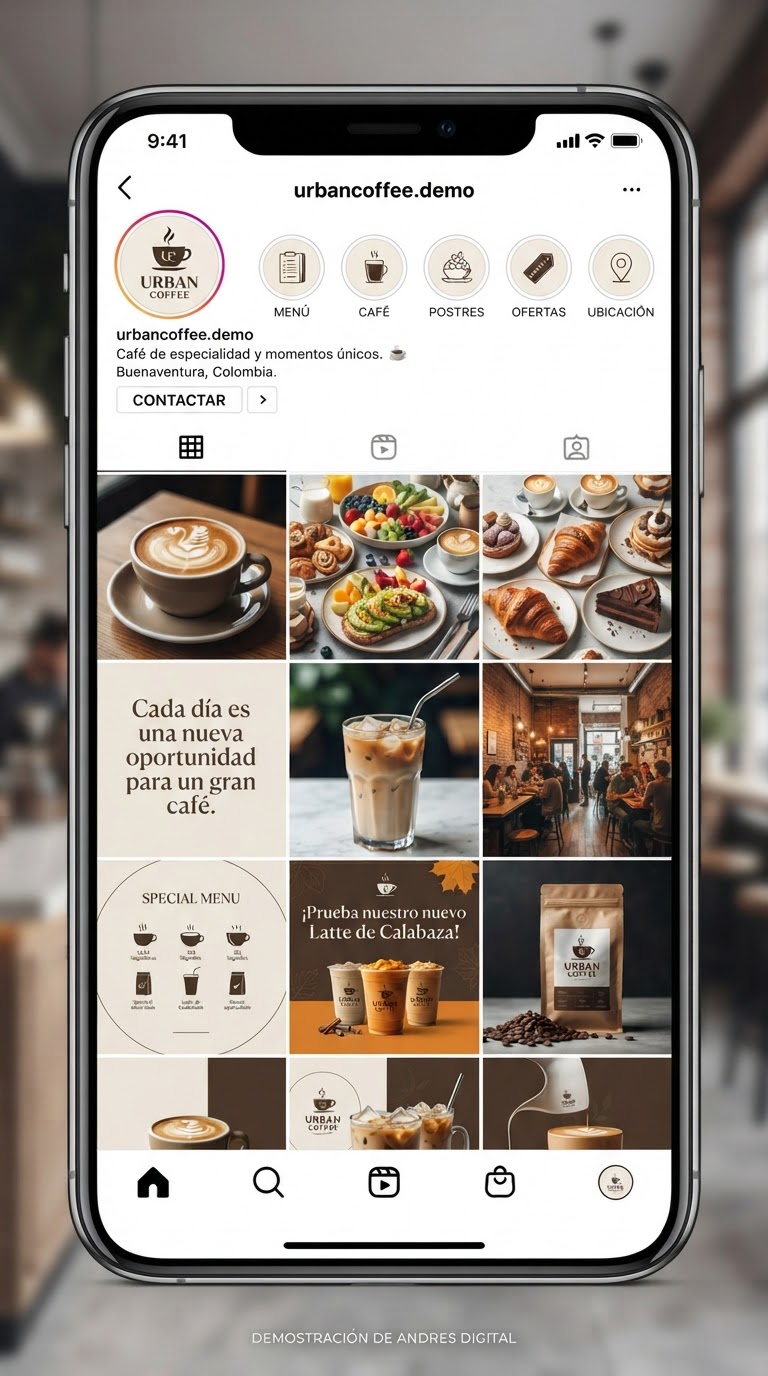 9:41
urbancoffee.demo
URBAN
COFFEE
MENÚ
CAFÉ
POSTRES
OFERTAS
UBICACIÓN
urbancoffee.demo
Café de especialidad y momentos únicos.
Buenaventura, Colombia.
CONTACTAR
Cada día es
una nueva
oportunidad
para un gran
café.
SPECIAL MENU
¡Prueba nuestro nuevo
Latte de Calabaza!
URBAN
URBAN
DEMOSTRACIÓN DE ANDRES DIGITAL